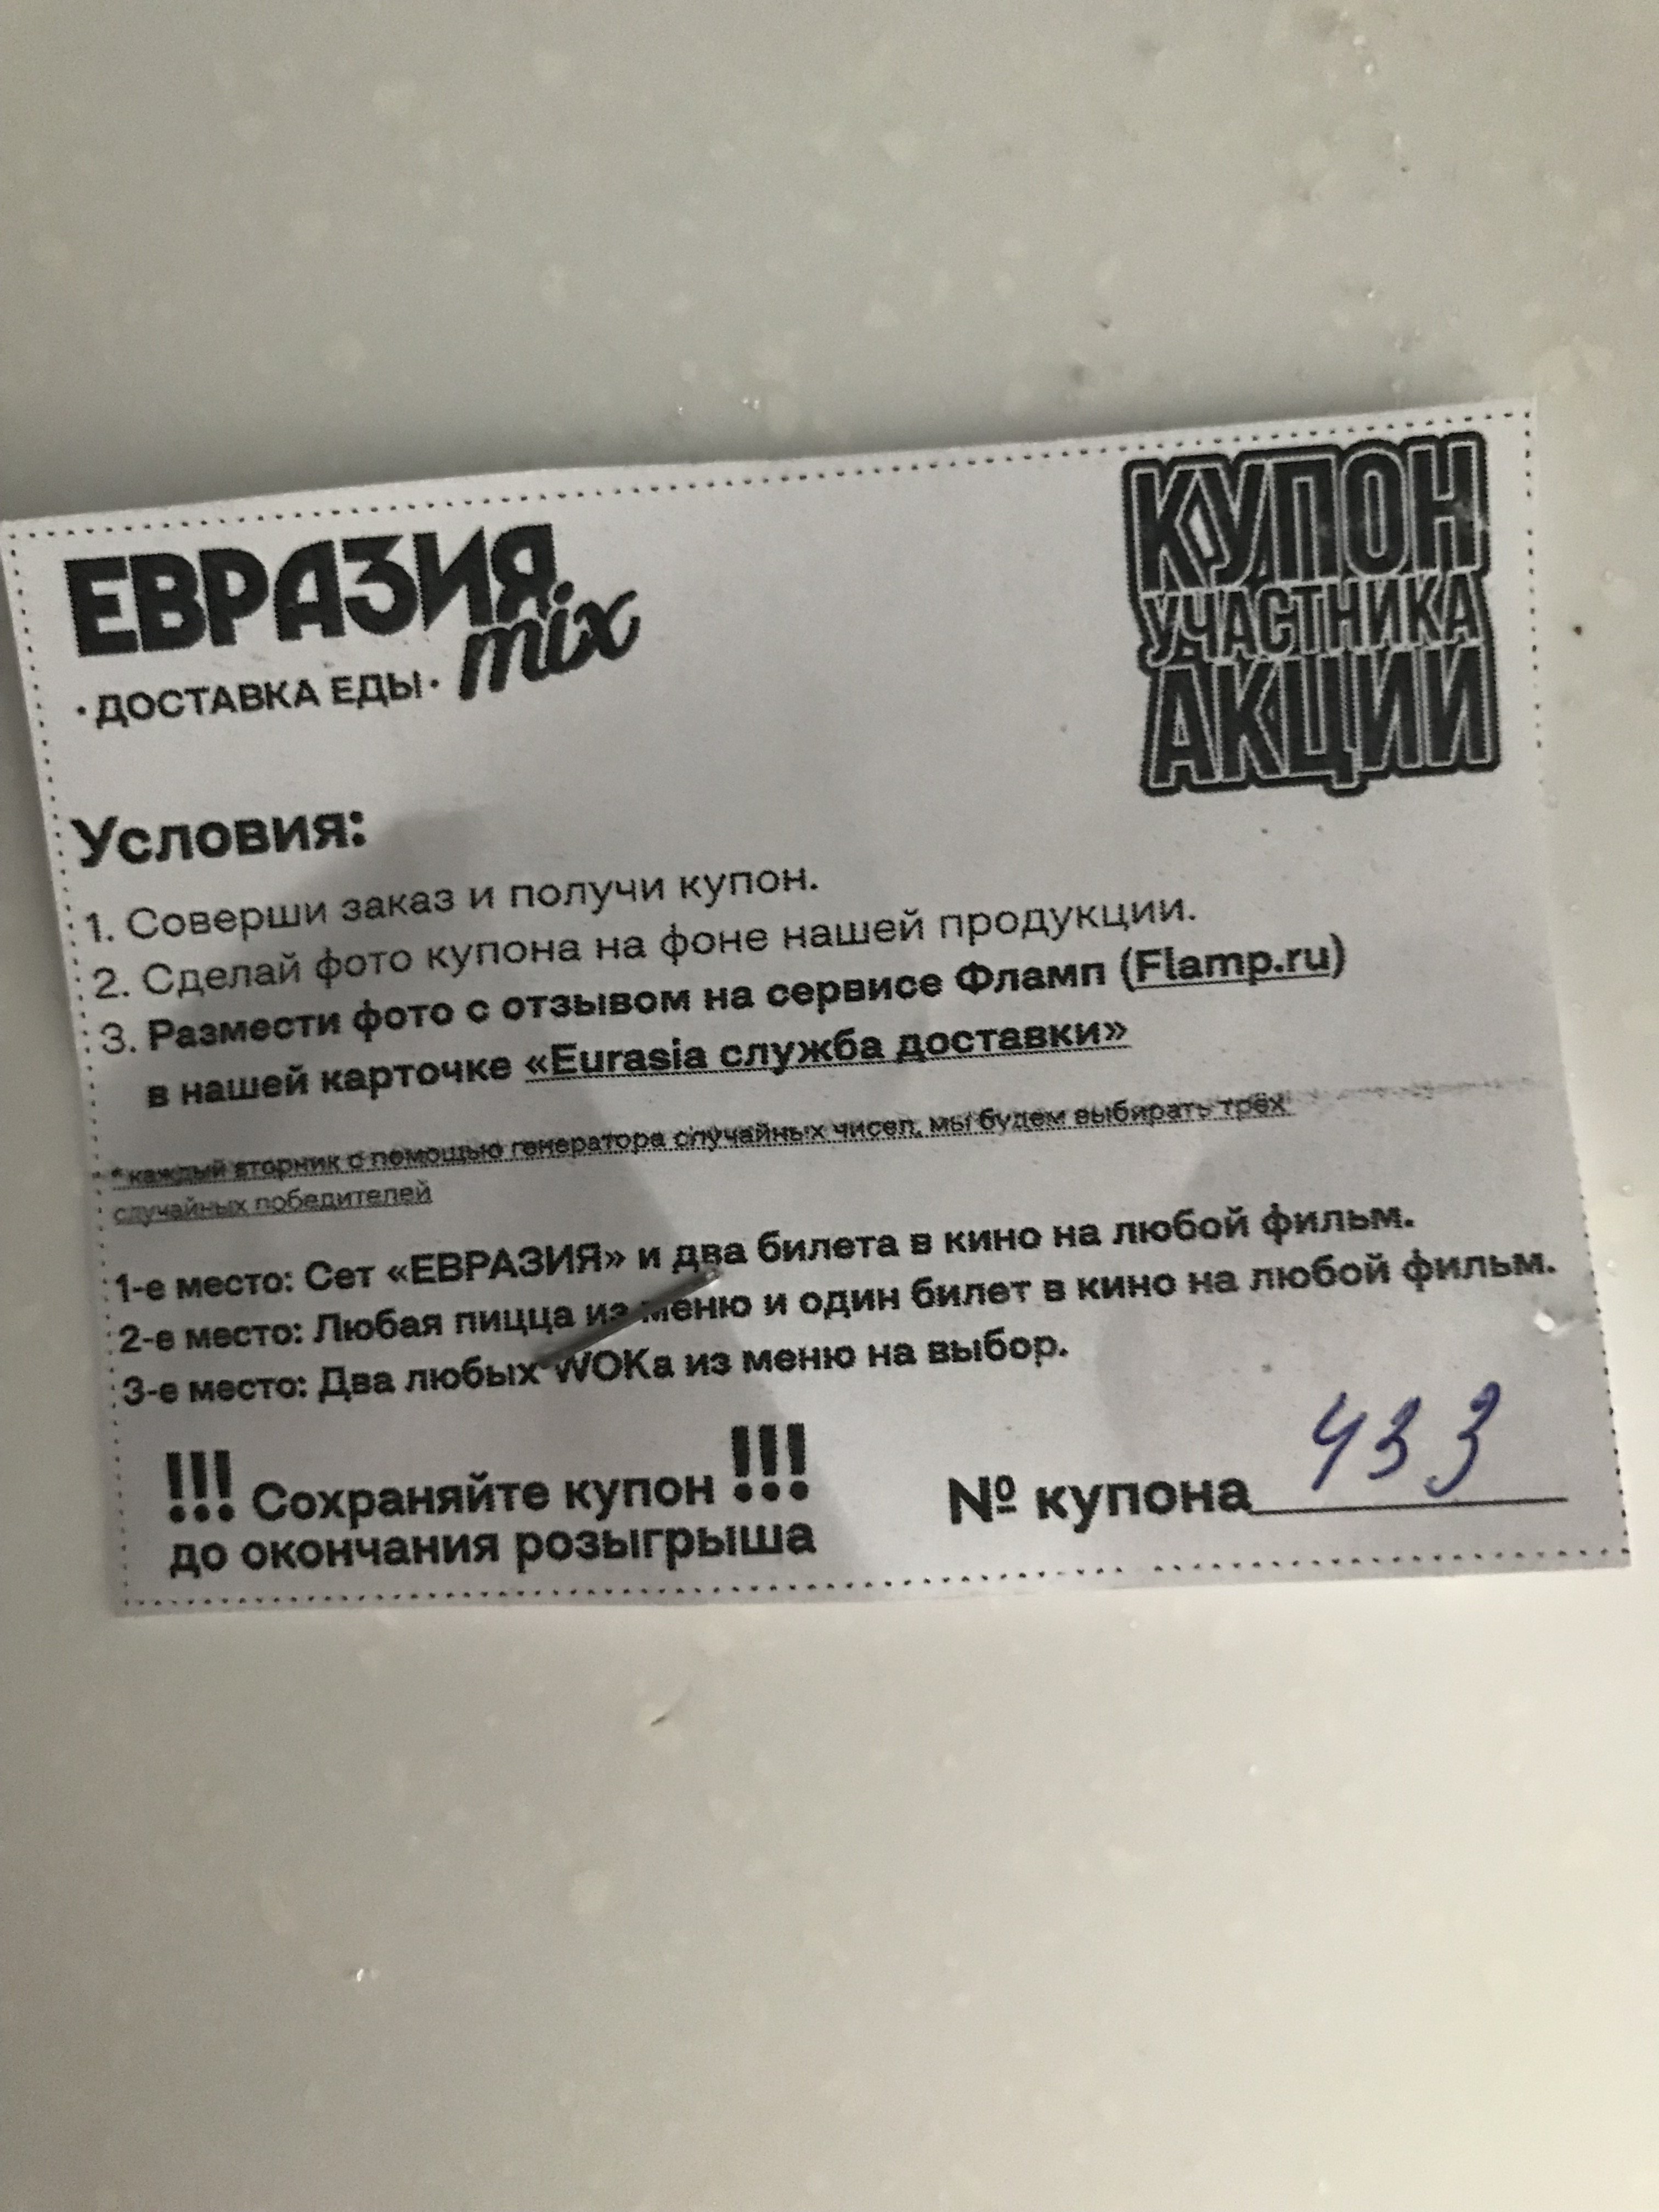 ЕВРАЗИЯ
mix
· ДОСТАВКА ЕДЫ ·
КУПОН
УЧАСТНИКА
АКЦИИ
Условия:
1. Соверши заказ и получи купон.
2. Сделай фото купона на фоне нашей продукции.
3. Размести фото с отзывом на сервисе Фламп (Flamp.ru)
в нашей карточке «Eurasia служба доставки»
* каждый вторник с помощью генератора случайных чисел, мы будем выбирать трёх
случайных победителей
1-е место: Сет «ЕВРАЗИЯ» и два билета в кино на любой фильм.
2-е место: Любая пицца из меню и один билет в кино на любой фильм.
3-е место: Два любых WOKа из меню на выбор.
!!! Сохраняйте купон !!!
до окончания розыгрыша
№ купона 433